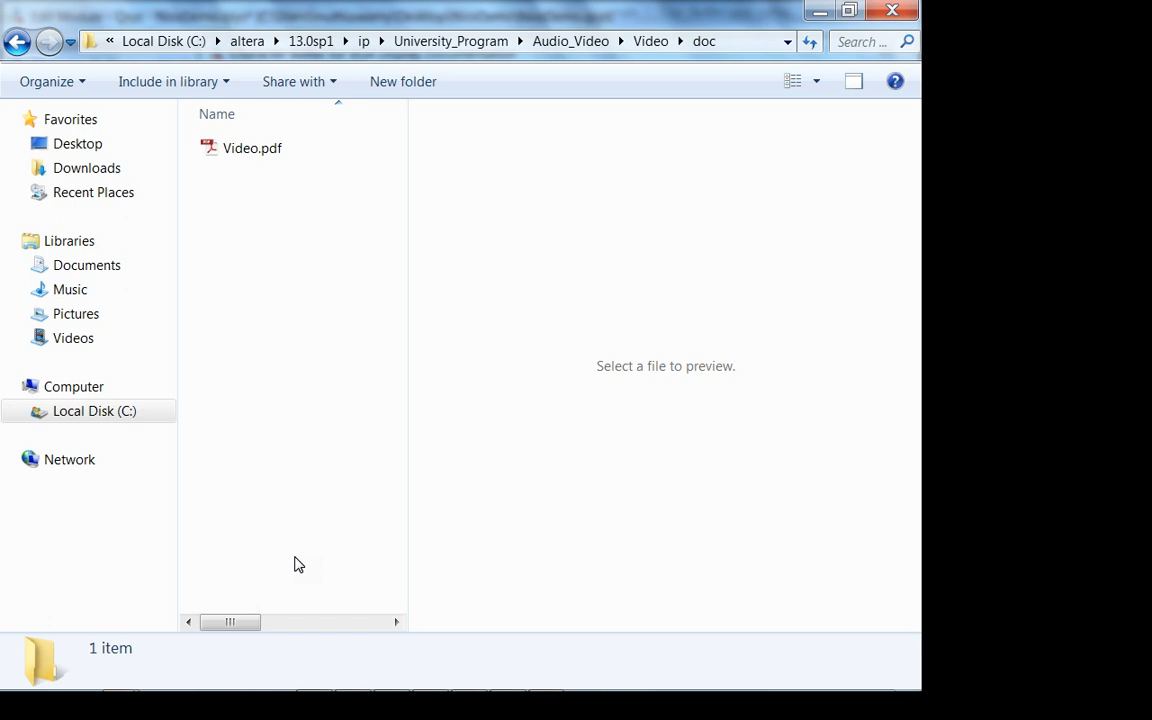 « Local Disk (C:) altera 13.0sp1 ip University_Program Audio_Video Video doc Search ...
Organize Include in library Share with New folder
Name
Video.pdf
Favorites
Desktop
Downloads
Recent Places
Libraries
Documents
Music
Pictures
Videos
Computer
Local Disk (C:)
Network
Select a file to preview.
1 item